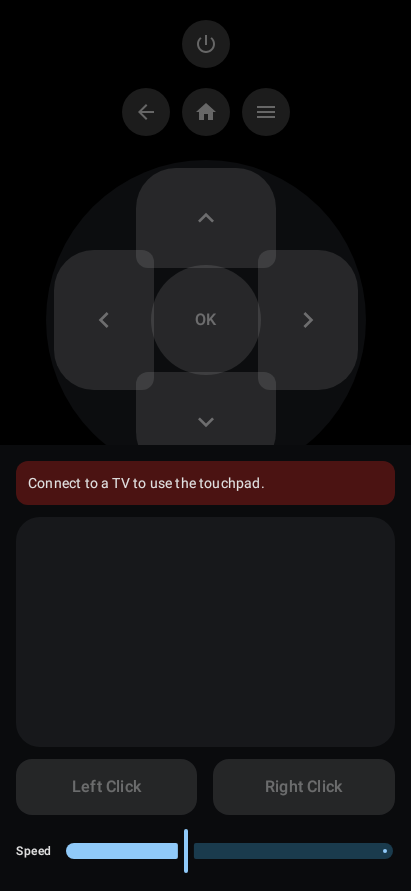 OK
Connect to a TV to use the touchpad.
Left Click
Right Click
Speed